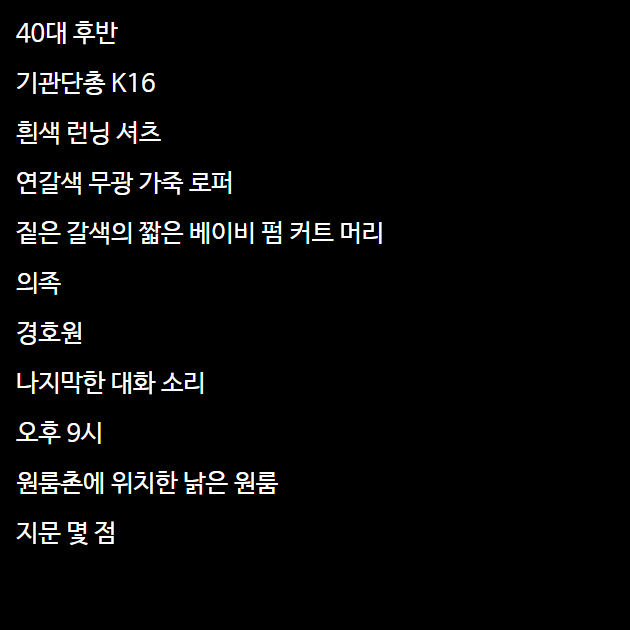 40대 후반
기관단총 K16
흰색 런닝 셔츠
연갈색 무광 가죽 로퍼
짙은 갈색의 짧은 베이비 펌 커트 머리
의족
경호원
나지막한 대화 소리
오후 9시
원룸촌에 위치한 낡은 원룸
지문 몇 점